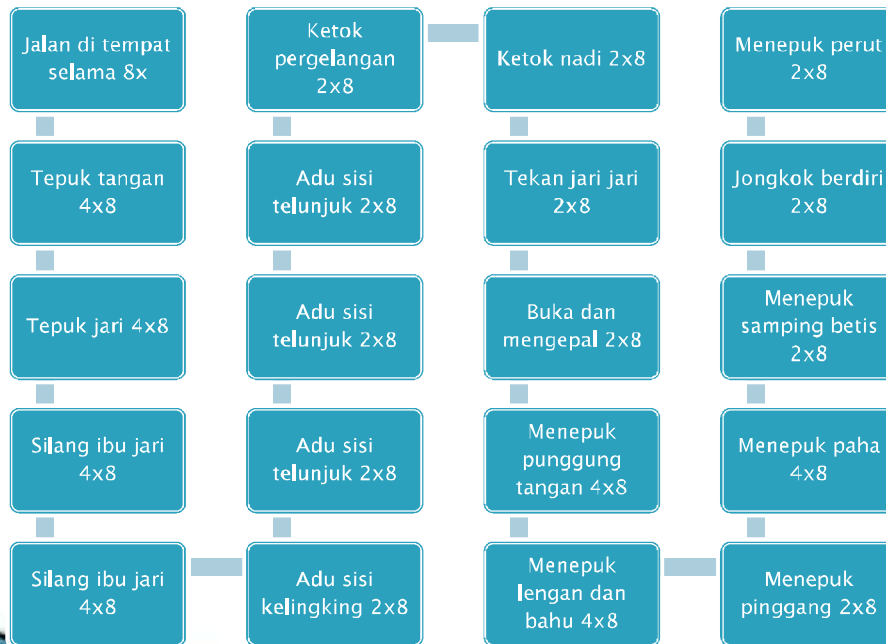 Jalan di tempat
selama 8x
Tepuk tangan
4x8
Tepuk jari 4x8
Silang ibu jari
4x8
Silang ibu jari
4x8
Adu sisi
kelingking 2x8
Adu sisi
telunjuk 2x8
Adu sisi
telunjuk 2x8
Adu sisi
telunjuk 2x8
Ketok
pergelangan
2x8
Ketok nadi 2x8
Tekan jari jari
2x8
Buka dan
mengepal 2x8
Menepuk
punggung
tangan 4x8
Menepuk
lengan dan
bahu 4x8
Menepuk
pinggang 2x8
Menepuk paha
4x8
Menepuk
samping betis
2x8
Jongkok berdiri
2x8
Menepuk perut
2x8